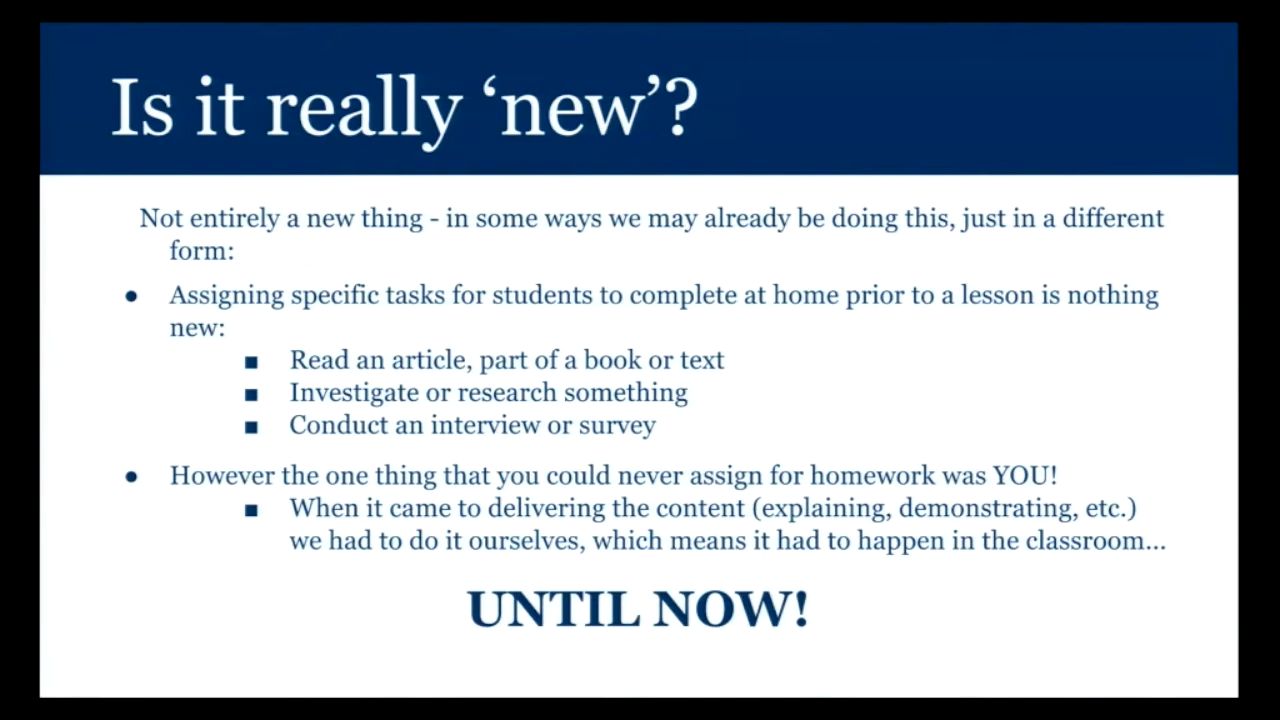 Is it really ‘new’?
Not entirely a new thing - in some ways we may already be doing this, just in a different
form:
● Assigning specific tasks for students to complete at home prior to a lesson is nothing
new:
■ Read an article, part of a book or text
■ Investigate or research something
■ Conduct an interview or survey
● However the one thing that you could never assign for homework was YOU!
■ When it came to delivering the content (explaining, demonstrating, etc.)
we had to do it ourselves, which means it had to happen in the classroom...
UNTIL NOW!